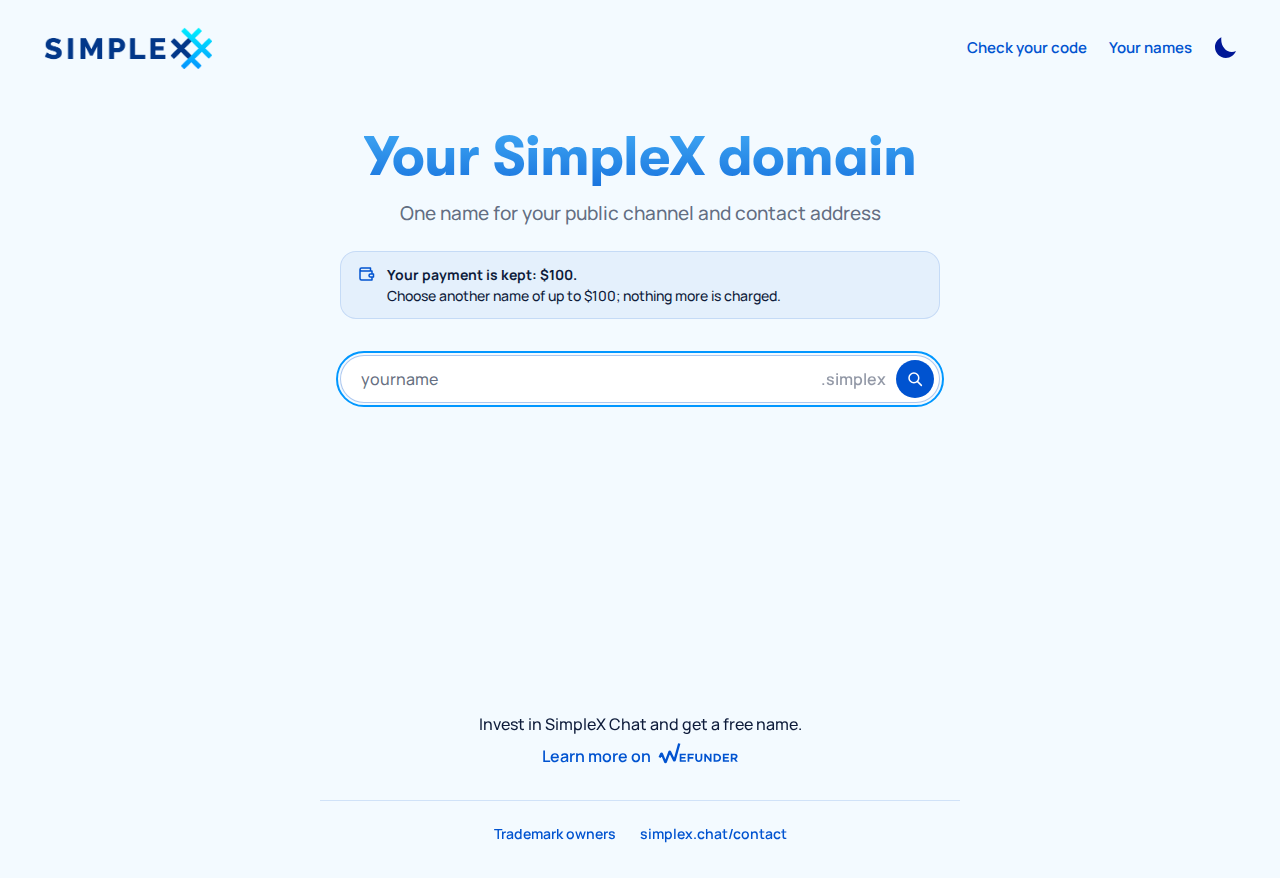 SIMPLEX
Check your code
Your names
Your SimpleX domain
One name for your public channel and contact address
Your payment is kept: $100.
Choose another name of up to $100; nothing more is charged.
yourname
.simplex
Invest in SimpleX Chat and get a free name.
Learn more on WEFUNDER
Trademark owners
simplex.chat/contact